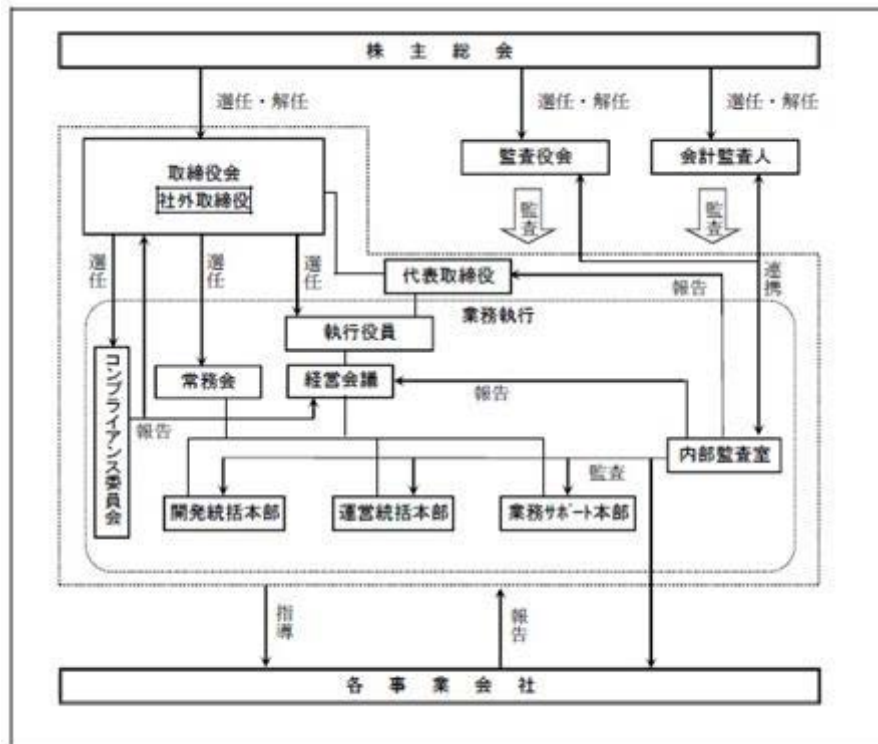 株主総会
選任・解任
選任・解任
選任・解任
取締役会
社外取締役
監査役会
会計監査人
監査
監査
選任
選任
選任
代表取締役
報告
連携
業務執行
執行役員
コンプライアンス委員会
常務会
経営会議
報告
報告
内部監査室
監査
開発統括本部
運営統括本部
業務サポート本部
指導
報告
各事業会社